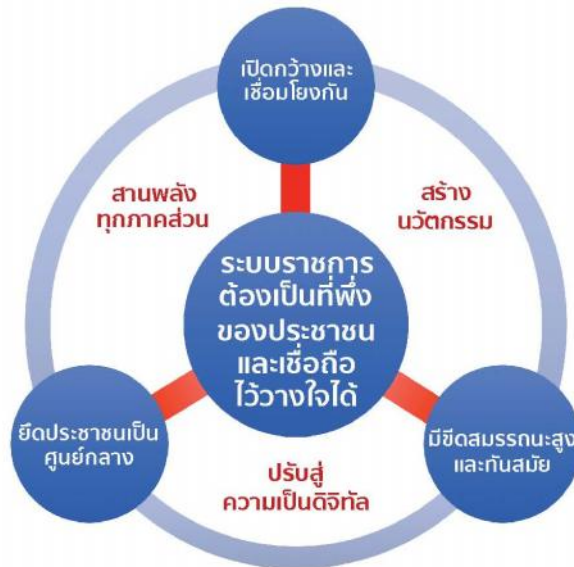 เปิดกว้างและ
เชื่อมโยงกัน
สานพลัง
ทุกภาคส่วน
สร้าง
นวัตกรรม
ระบบราชการ
ต้องเป็นที่พึ่ง
ของประชาชน
และเชื่อถือ
ไว้วางใจได้
ยึดประชาชนเป็น
ศูนย์กลาง
มีขีดสมรรถนะสูง
และทันสมัย
ปรับสู่
ความเป็นดิจิทัล